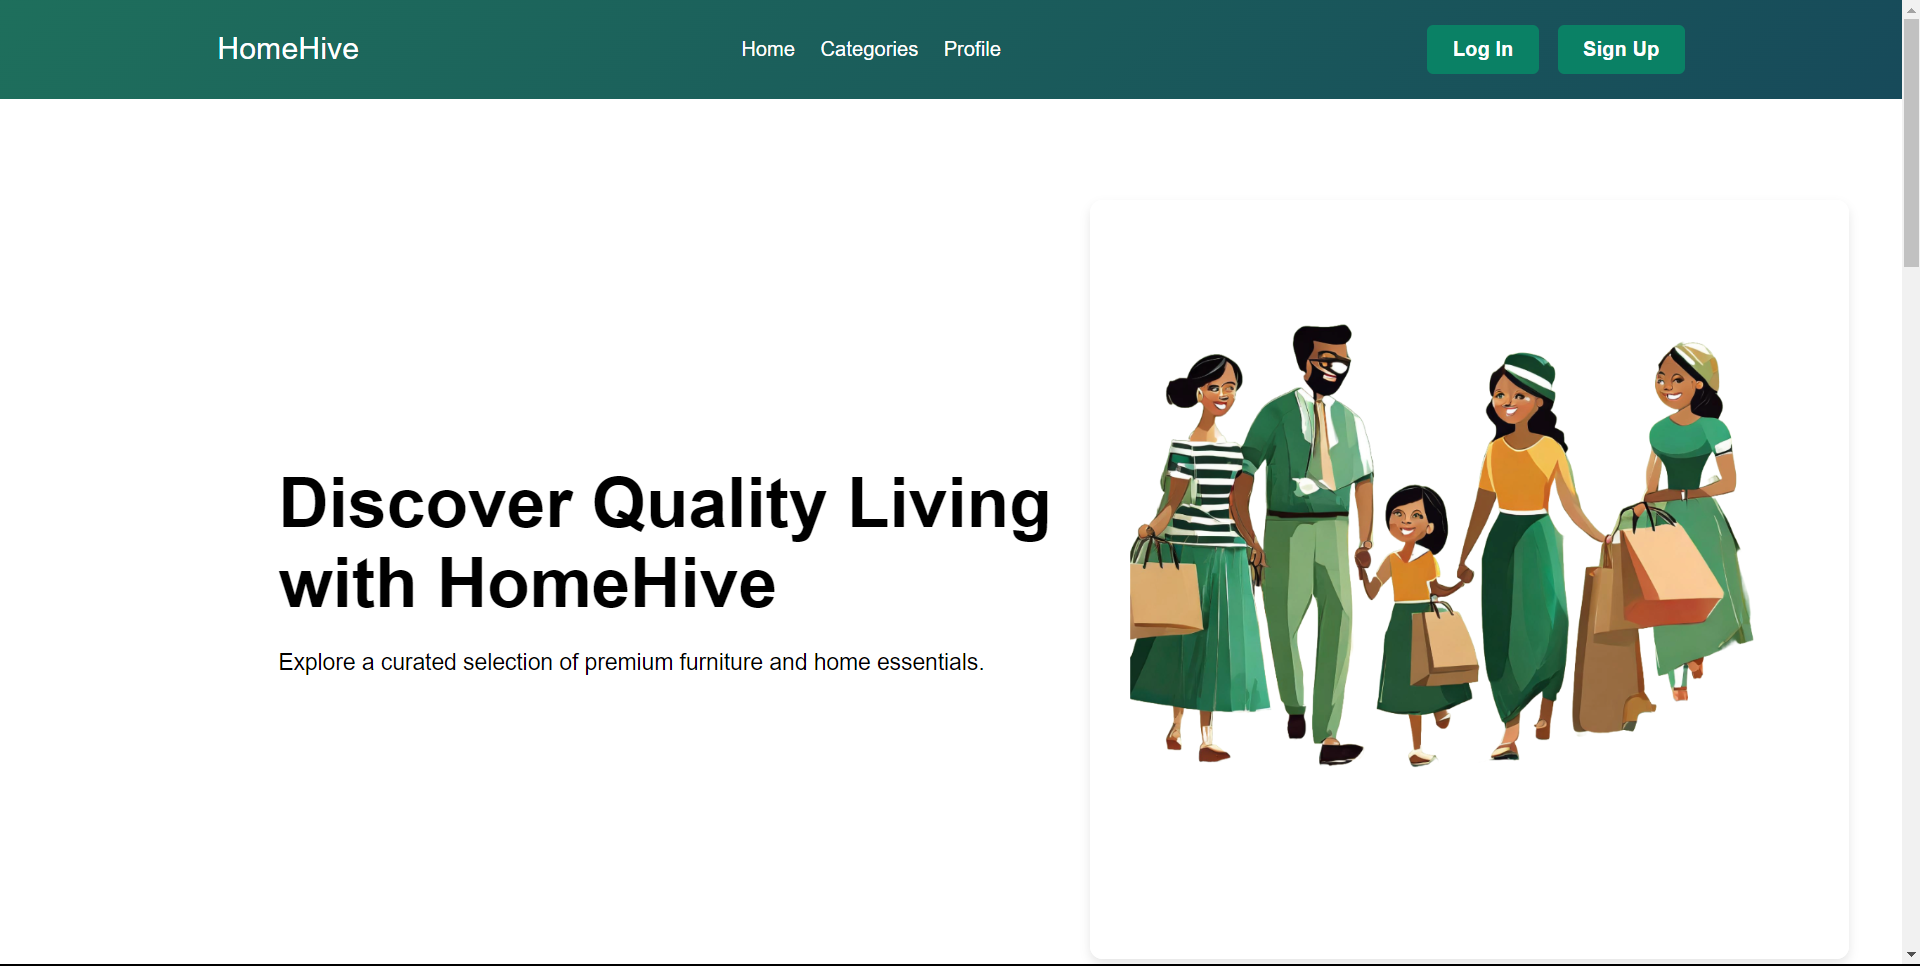 HomeHive
Home Categories Profile
Log In Sign Up
Discover Quality Living
with HomeHive
Explore a curated selection of premium furniture and home essentials.